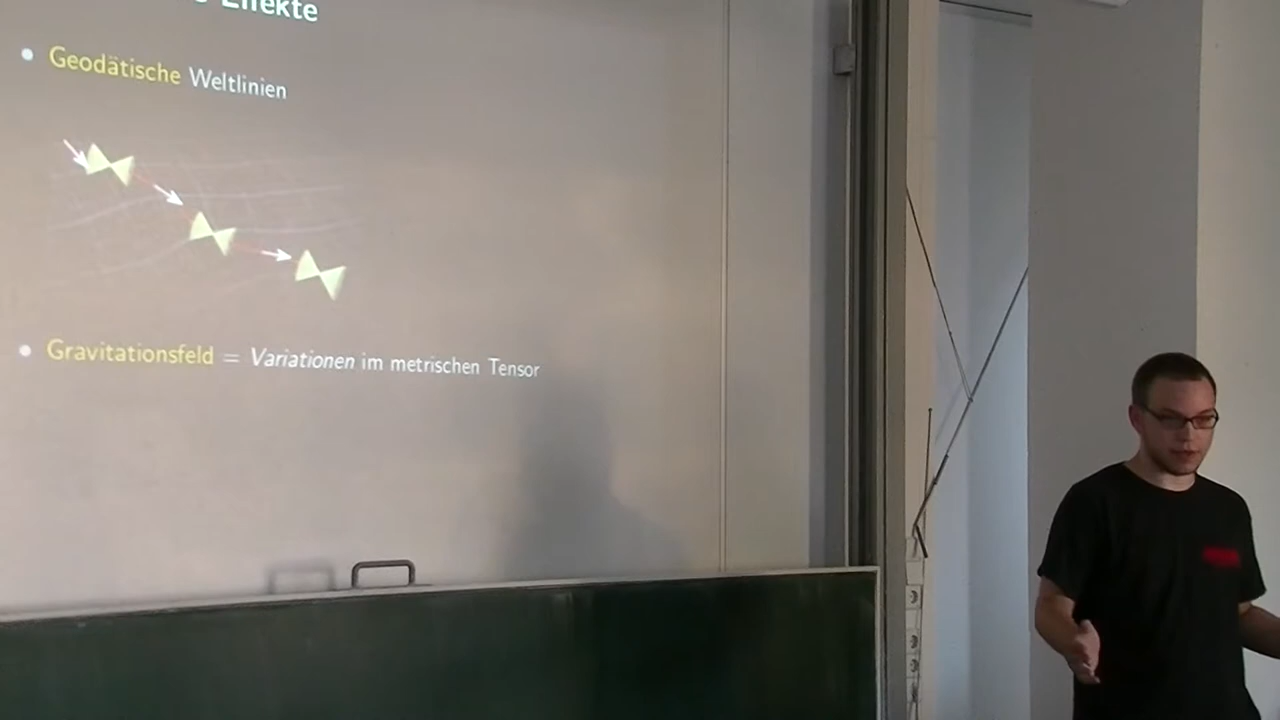 Effekte
Geodätische Weltlinien
Gravitationsfeld = Variationen im metrischen Tensor